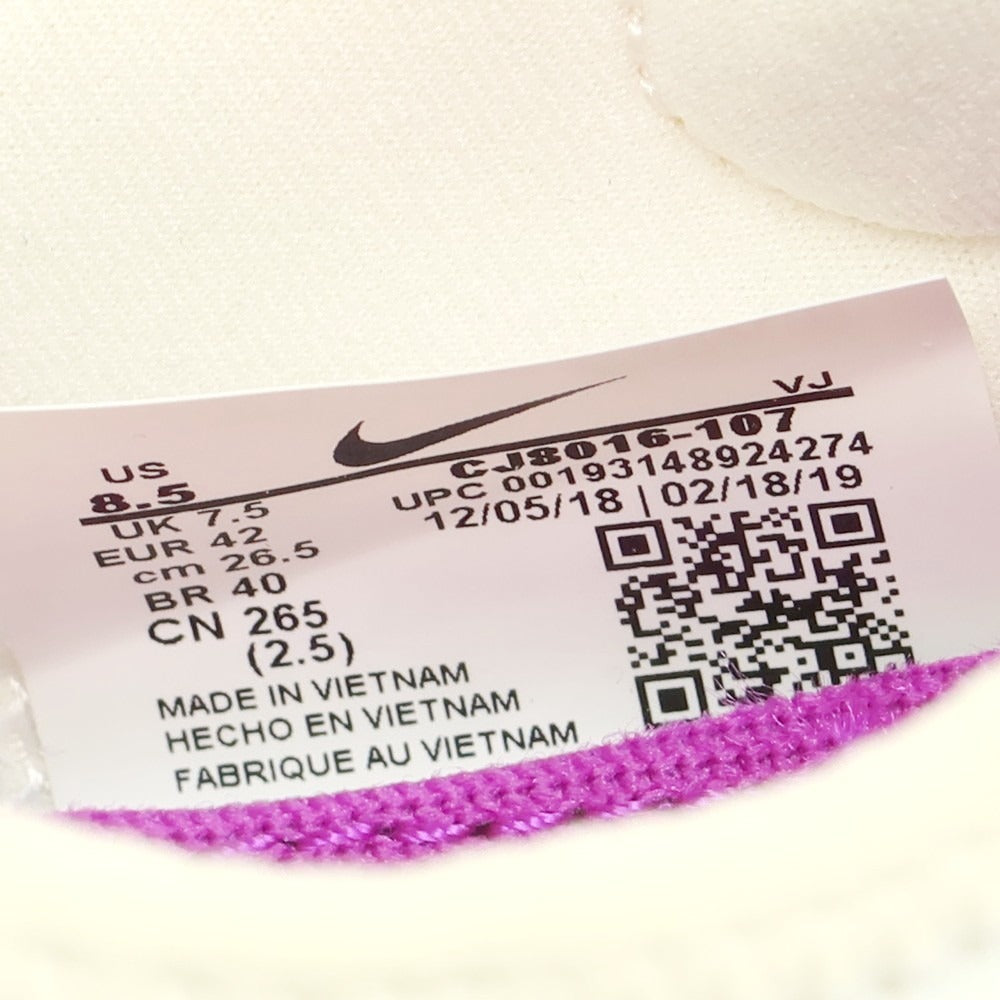 VJ
US
8.5
CJ8016-107
UK 7.5
UPC 00193148924274
EUR 42
12/05/18 | 02/18/19
cm 26.5
BR 40
CN 265
(2.5)
MADE IN VIETNAM
HECHO EN VIETNAM
FABRIQUE AU VIETNAM